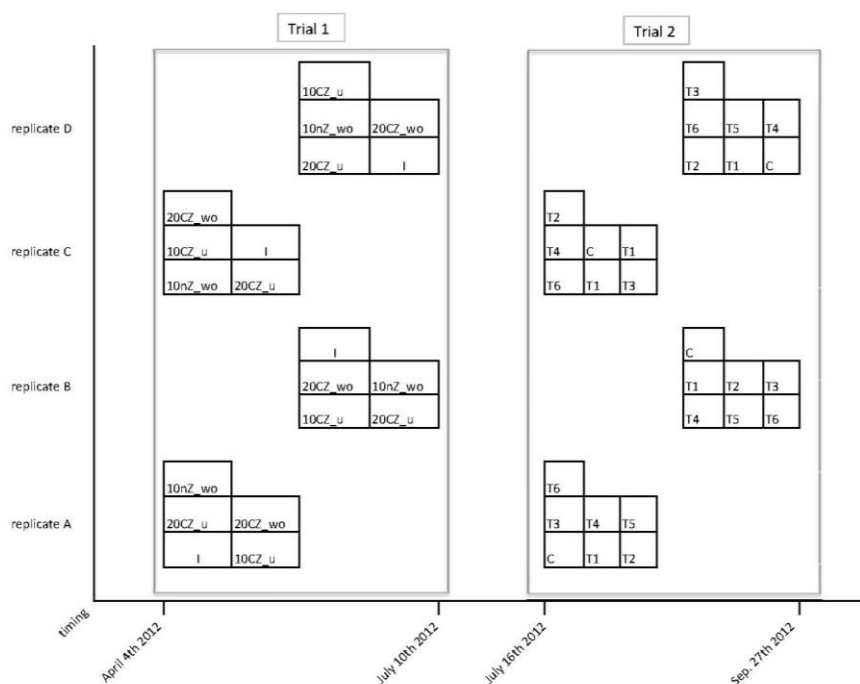 Trial 1 Trial 2
10CZ_u T3
replicate D 10nZ_wo 20CZ_wo T6 T5 T4
20CZ_u I T2 T1 C
20CZ_wo T2
replicate C 10CZ_u I T4 C T1
10nZ_wo 20CZ_u T6 T1 T3
I C
replicate B 20CZ_wo 10nZ_wo T1 T2 T3
10CZ_u 20CZ_u T4 T5 T6
10nZ_wo T6
replicate A 20CZ_u 20CZ_wo T3 T4 T5
I 10CZ_u C T1 T2
timing April 4th 2012 July 10th 2012 July 16th 2012 Sep. 27th 2012